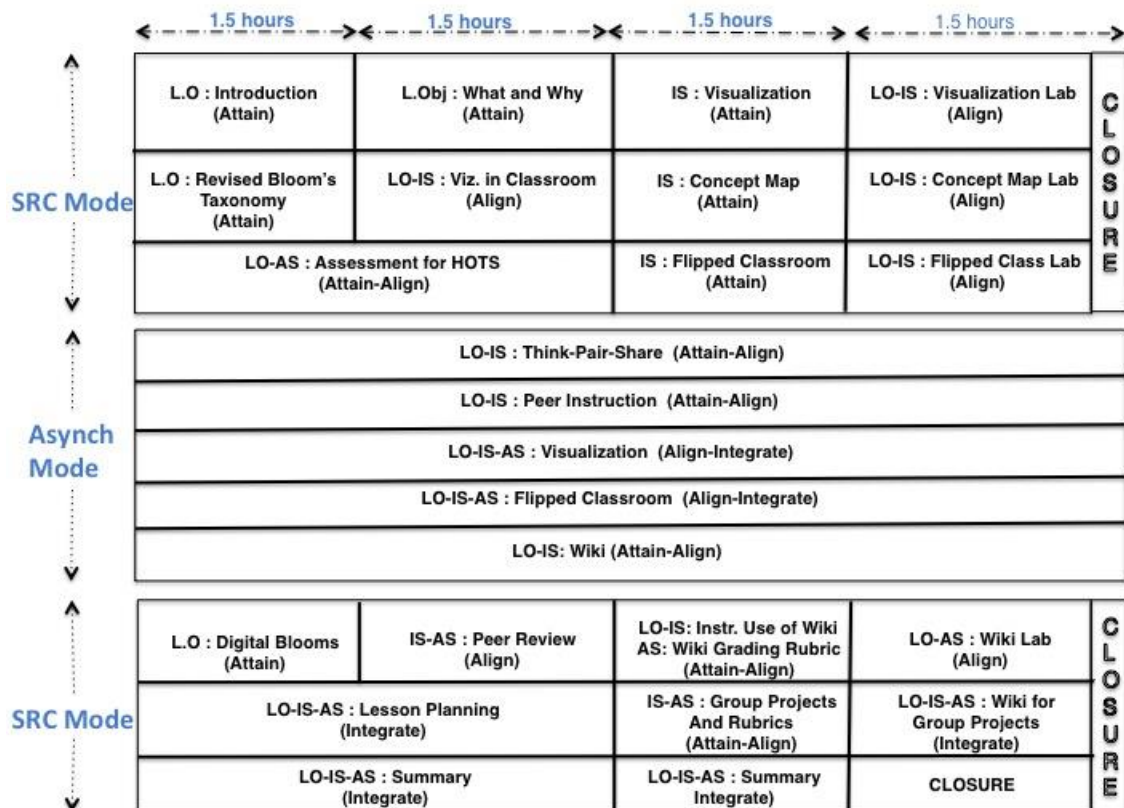 1.5 hours
1.5 hours
1.5 hours
1.5 hours
SRC Mode
L.O : Introduction
(Attain)
L.Obj : What and Why
(Attain)
IS : Visualization
(Attain)
LO-IS : Visualization Lab
(Align)
L.O : Revised Bloom's
Taxonomy
(Attain)
LO-IS : Viz. in Classroom
(Align)
IS : Concept Map
(Attain)
LO-IS : Concept Map Lab
(Align)
LO-AS : Assessment for HOTS
(Attain-Align)
IS : Flipped Classroom
(Attain)
LO-IS : Flipped Class Lab
(Align)
CLOSURE
Asynch
Mode
LO-IS : Think-Pair-Share (Attain-Align)
LO-IS : Peer Instruction (Attain-Align)
LO-IS-AS : Visualization (Align-Integrate)
LO-IS-AS : Flipped Classroom (Align-Integrate)
LO-IS: Wiki (Attain-Align)
SRC Mode
L.O : Digital Blooms
(Attain)
IS-AS : Peer Review
(Align)
LO-IS: Instr. Use of Wiki
AS: Wiki Grading Rubric
(Attain-Align)
LO-AS : Wiki Lab
(Align)
LO-IS-AS : Lesson Planning
(Integrate)
IS-AS : Group Projects
And Rubrics
(Attain-Align)
LO-IS-AS : Wiki for
Group Projects
(Integrate)
LO-IS-AS : Summary
(Integrate)
LO-IS-AS : Summary
Integrate)
CLOSURE
CLOSURE